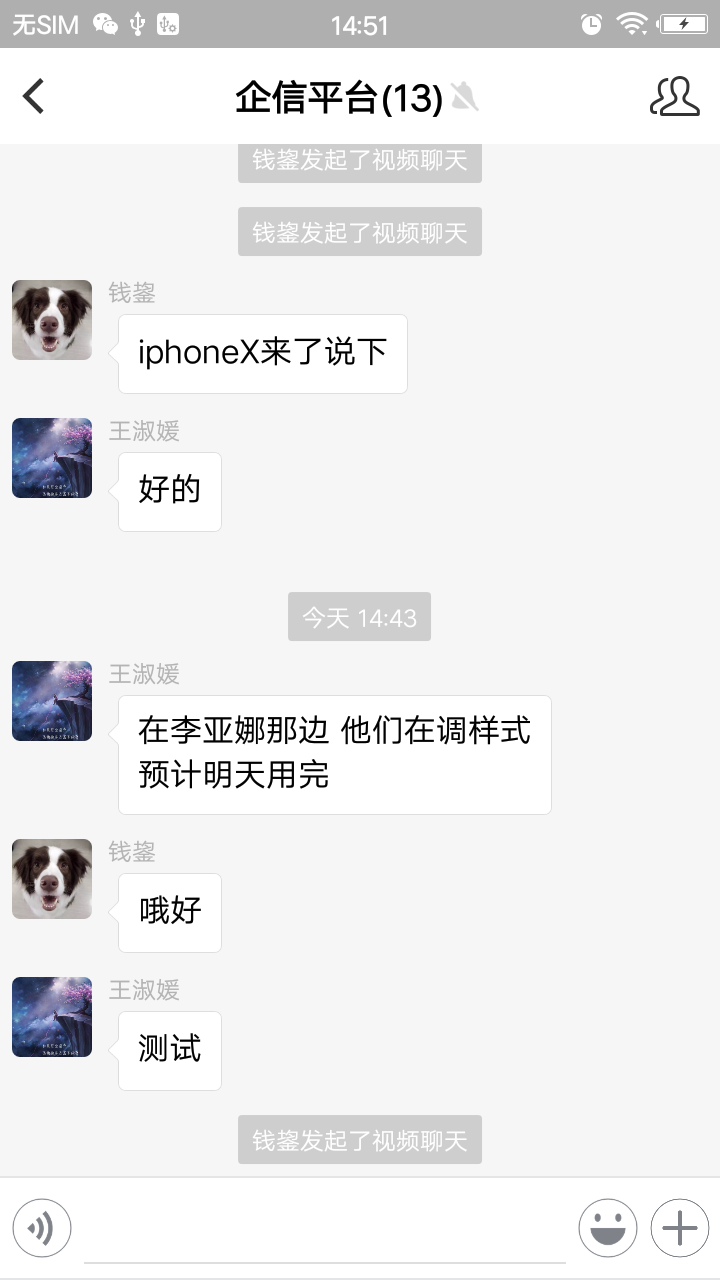 无SIM 14:51
企信平台(13)
钱鋆发起了视频聊天
钱鋆发起了视频聊天
钱鋆
iphoneX来了说下
王淑媛
好的
今天 14:43
王淑媛
在李亚娜那边 他们在调样式
预计明天用完
钱鋆
哦好
王淑媛
测试
钱鋆发起了视频聊天